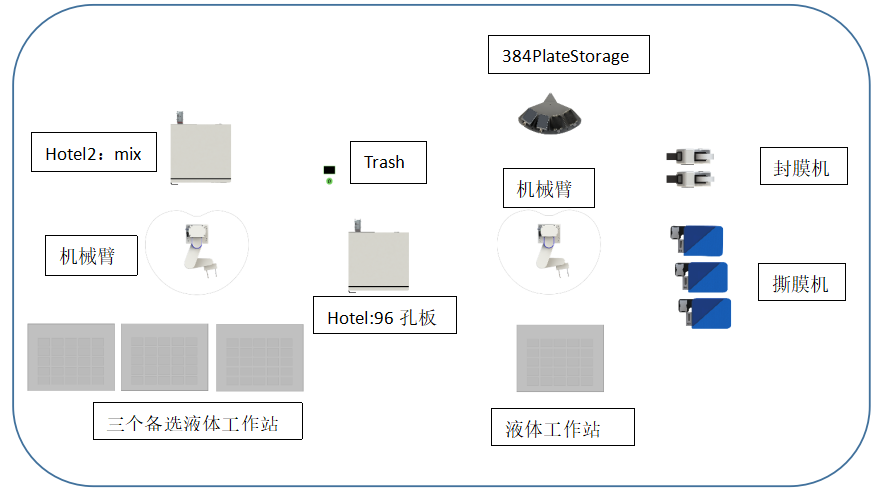 384PlateStorage
Hotel2：mix
Trash
封膜机
机械臂
机械臂
撕膜机
Hotel:96 孔板
三个备选液体工作站
液体工作站